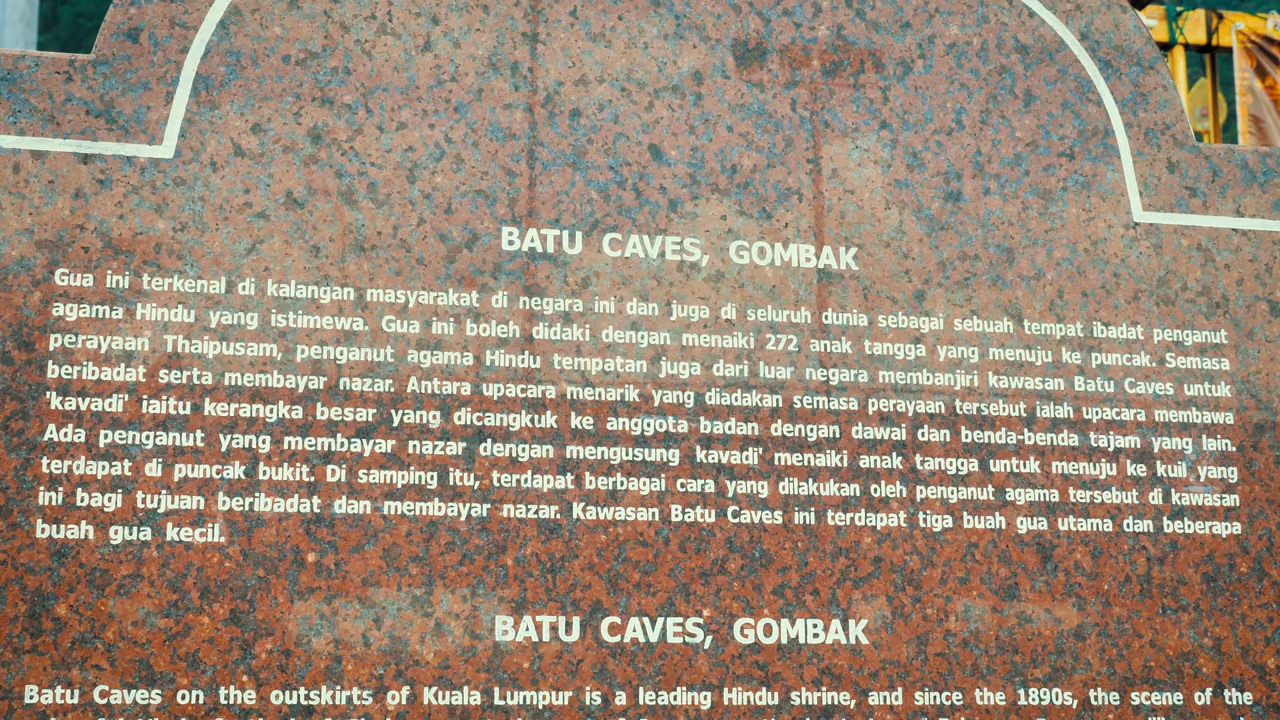 BATU CAVES, GOMBAK
Gua ini terkenal di kalangan masyarakat di negara ini dan juga di seluruh dunia sebagai sebuah tempat ibadat penganut
agama Hindu yang istimewa. Gua ini boleh didaki dengan menaiki 272 anak tangga yang menuju ke puncak. Semasa
perayaan Thaipusam, penganut agama Hindu tempatan juga dari luar negara membanjiri kawasan Batu Caves untuk
beribadat serta membayar nazar. Antara upacara menarik yang diadakan semasa perayaan tersebut ialah upacara membawa
'kavadi' iaitu kerangka besar yang dicangkuk ke anggota badan dengan dawai dan benda-benda tajam yang lain.
Ada penganut yang membayar nazar dengan mengusung kavadi' menaiki anak tangga untuk menuju ke kuil yang
terdapat di puncak bukit. Di samping itu, terdapat berbagai cara yang dilakukan oleh penganut agama tersebut di kawasan
ini bagi tujuan beribadat dan membayar nazar. Kawasan Batu Caves ini terdapat tiga buah gua utama dan beberapa
buah gua kecil.
BATU CAVES, GOMBAK
Batu Caves on the outskirts of Kuala Lumpur is a leading Hindu shrine, and since the 1890s, the scene of the